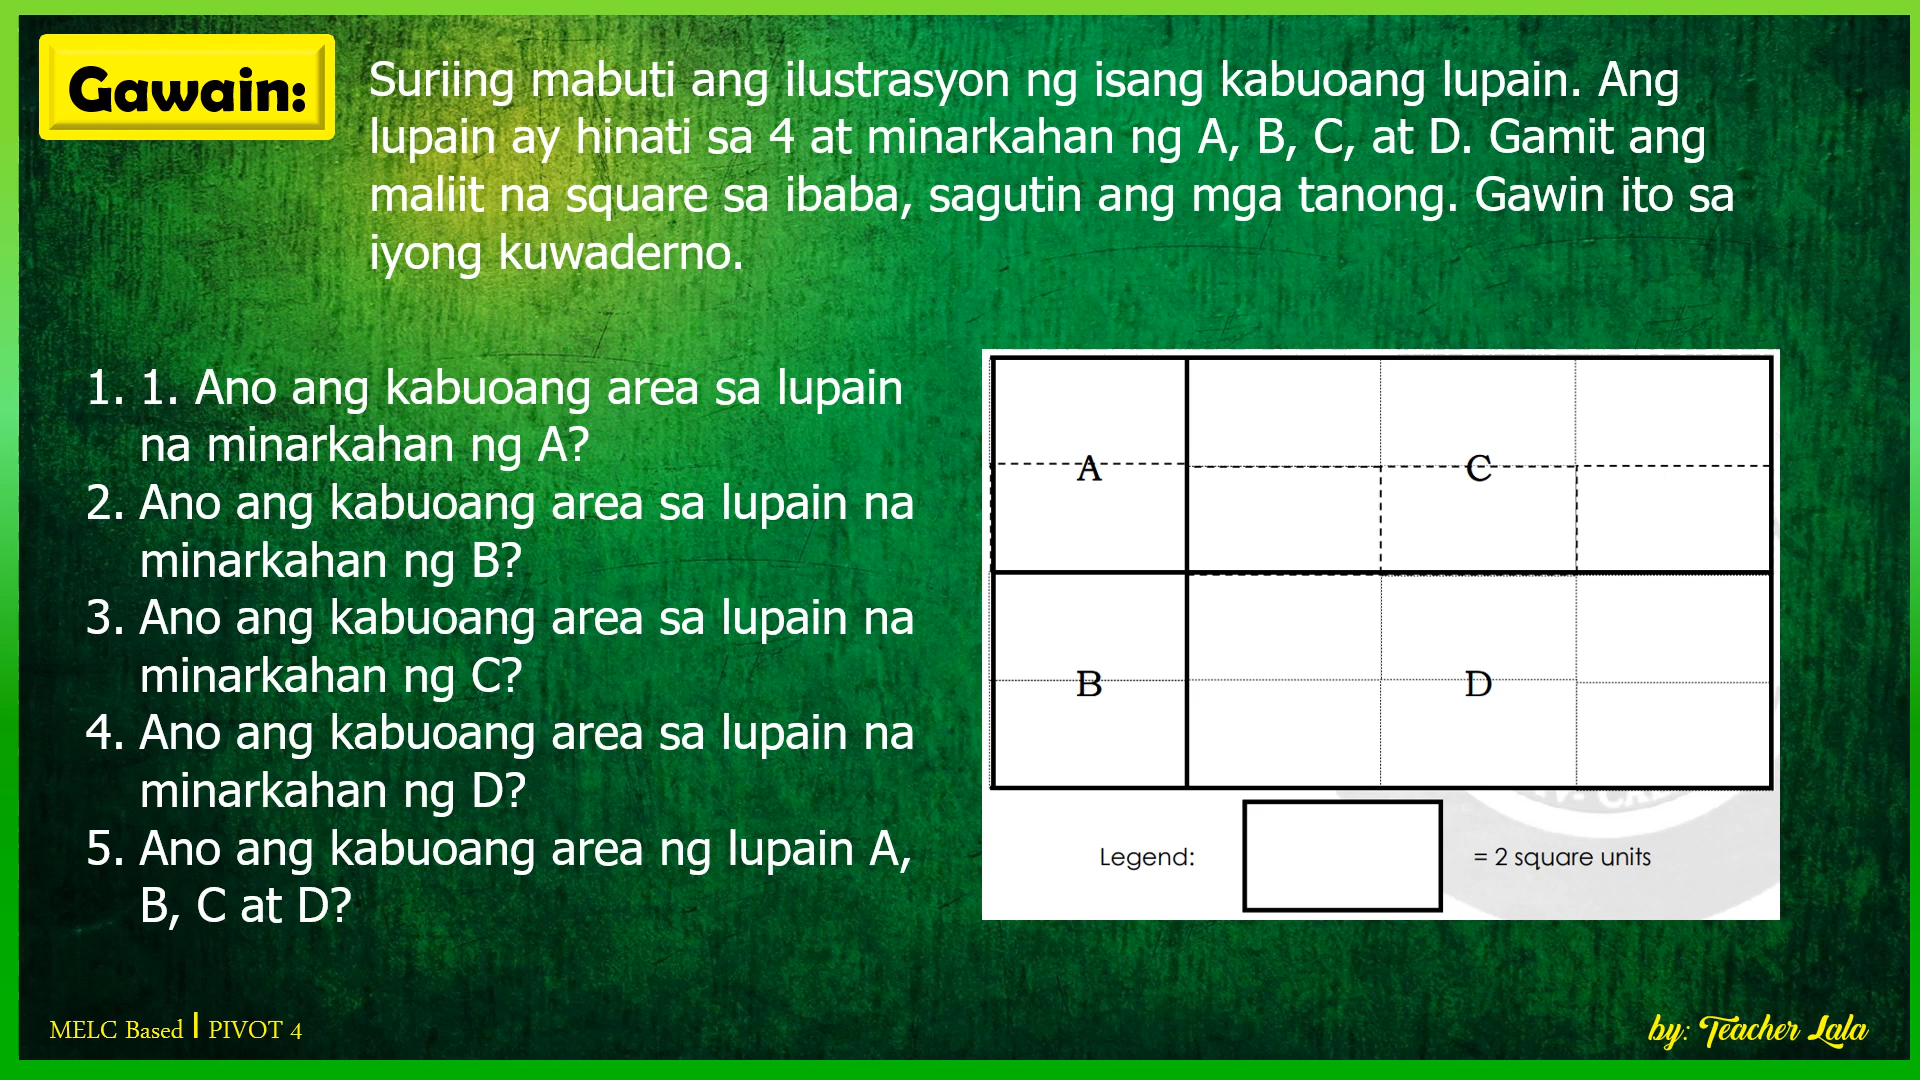 Gawain:
Suriing mabuti ang ilustrasyon ng isang kabuoang lupain. Ang
lupain ay hinati sa 4 at minarkahan ng A, B, C, at D. Gamit ang
maliit na square sa ibaba, sagutin ang mga tanong. Gawin ito sa
iyong kuwaderno.
1. 1. Ano ang kabuoang area sa lupain
na minarkahan ng A?
2. Ano ang kabuoang area sa lupain na
minarkahan ng B?
3. Ano ang kabuoang area sa lupain na
minarkahan ng C?
4. Ano ang kabuoang area sa lupain na
minarkahan ng D?
5. Ano ang kabuoang area ng lupain A,
B, C at D?
A C
B D
Legend: = 2 square units
MELC Based | PIVOT 4
by: Teacher Lala